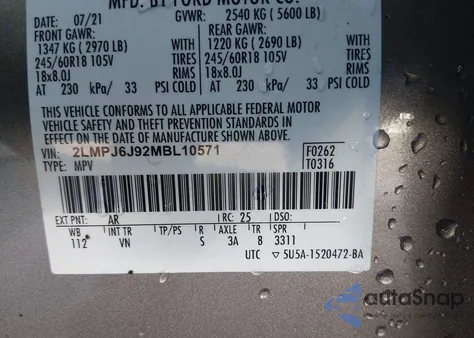 MFD. BY FORD MOTOR CO.
DATE: 07/21 GVWR: 2540 KG ( 5600 LB)
FRONT GAWR: REAR GAWR:
1347 KG ( 2970 LB) WITH 1220 KG ( 2690 LB) WITH
245/60R18 105V TIRES 245/60R18 105V TIRES
18x8.0J RIMS 18x8.0J RIMS
AT 230 kPa/ 33 PSI COLD AT 230 kPa/ 33 PSI COLD
THIS VEHICLE CONFORMS TO ALL APPLICABLE FEDERAL MOTOR
VEHICLE SAFETY
EFFECT ON THE DATE OF MANUFACTURE SHOWN ABOVE.
VIN: 2LMPJ6J92MBL10571 F0262
TYPE: MPV T0316
EXT PNT: AR RC: 25 DSO:
WB INT TR TP/PS R AXLE TR SPR
112 VN S 3A 8 3311
UTC ▽ 5U5A-1520472-BA
autoSnap